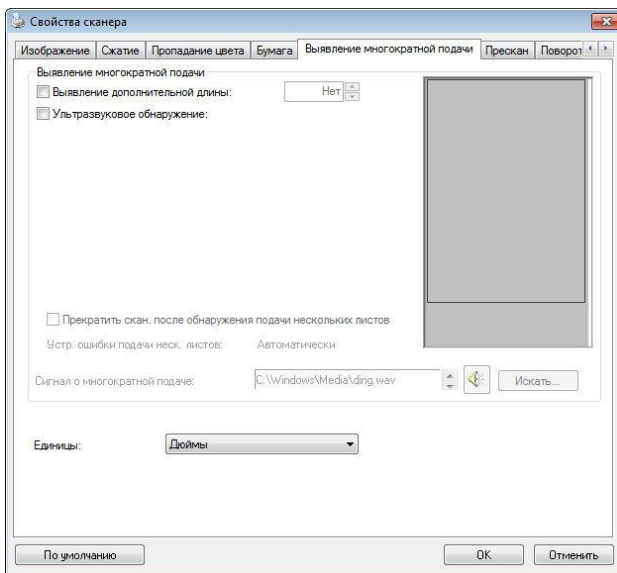 Свойства сканера
Изображение Сжатие Пропадание цвета Бумага Выявление многократной подачи Прескан Поворот
Выявление многократной подачи
Выявление дополнительной длины: Нет
Ультразвуковое обнаружение:
Прекратить скан. после обнаружения подачи нескольких листов
Устр. ошибки подачи неск. листов: Автоматически
Сигнал о многократной подаче: C:\Windows\Media\ding.wav Искать...
Единицы: Дюймы
По умолчанию OK Отменить